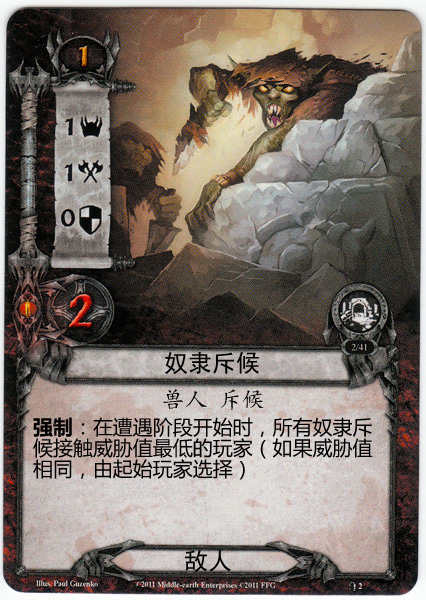 1
1
1
0
2
2/41
奴隶斥候
兽人 斥候
强制：在遭遇阶段开始时，所有奴隶斥
候接触威胁值最低的玩家（如果威胁值
相同，由起始玩家选择）
敌人
Illus. Paul Guzenko
©2011 Middle-earth Enterprises ©2011 FFG
2